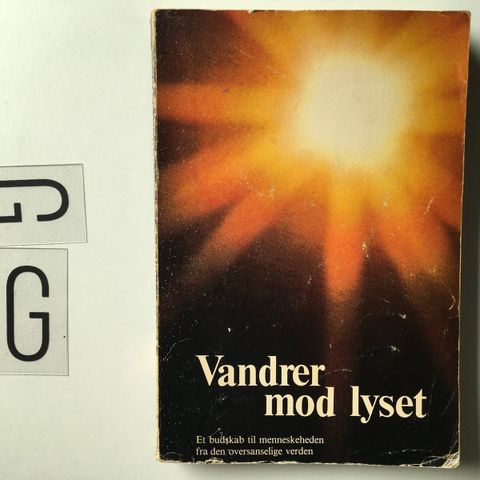 G
G
Vandrer
mod lyset
Et budskab til menneskeheden
fra den oversanselige verden